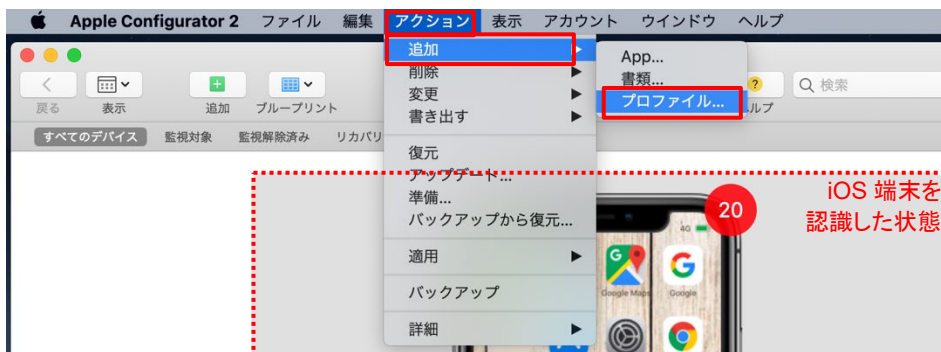 Apple Configurator 2 ファイル 編集 アクション 表示 アカウント ウインドウ ヘルプ
追加
削除
変更
書き出す
復元
アップデート...
準備...
バックアップから復元...
適用
バックアップ
詳細
App...
書類...
プロファイル...
戻る 表示 追加 ブループリント
ヘルプ
検索
すべてのデバイス 監視対象 監視解除済み リカバリ
iOS 端末を
認識した状態
20
4G
Google Maps Google